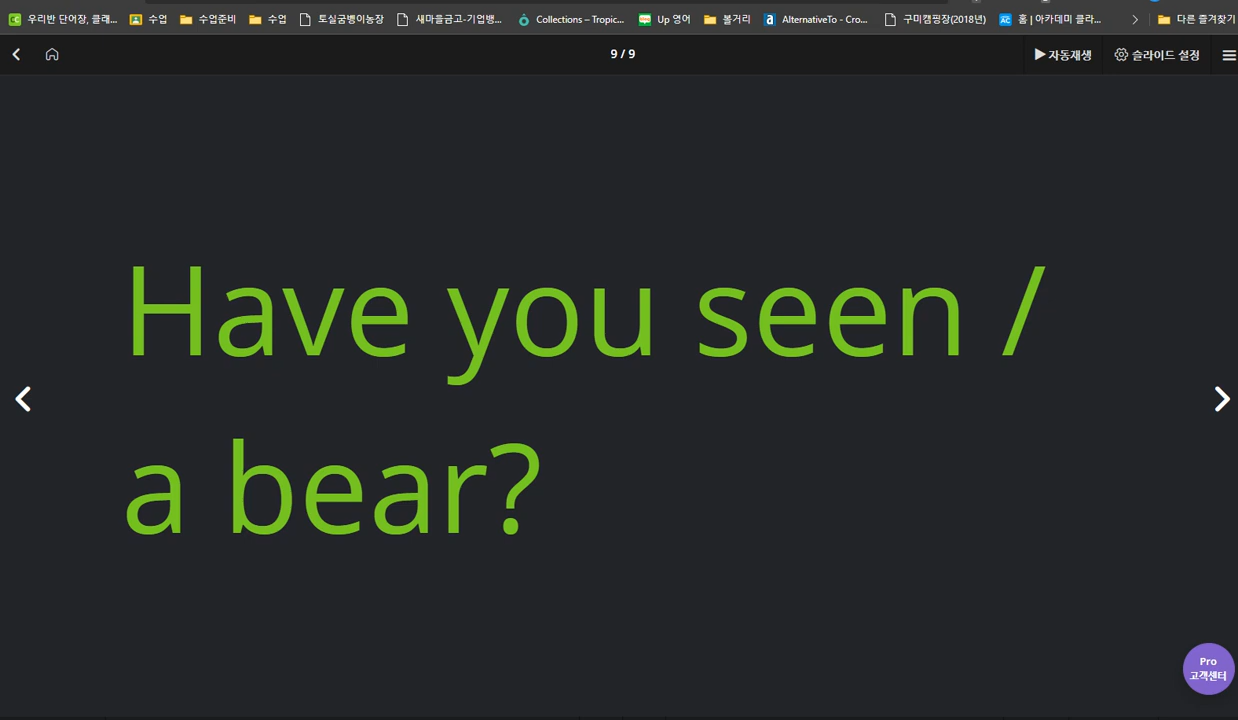 우리반 단어장, 클래... 수업 수업준비 수업 토실굼벵이농장 새마을금고-기업뱅... Collections – Tropic... Up 영어 볼거리 AlternativeTo - Cro... 구미캠핑장(2018년) 홈 | 아카데미 클라... 다른 즐겨찾기
9 / 9 자동재생 슬라이드 설정
Have you seen /
a bear?
Pro
고객센터